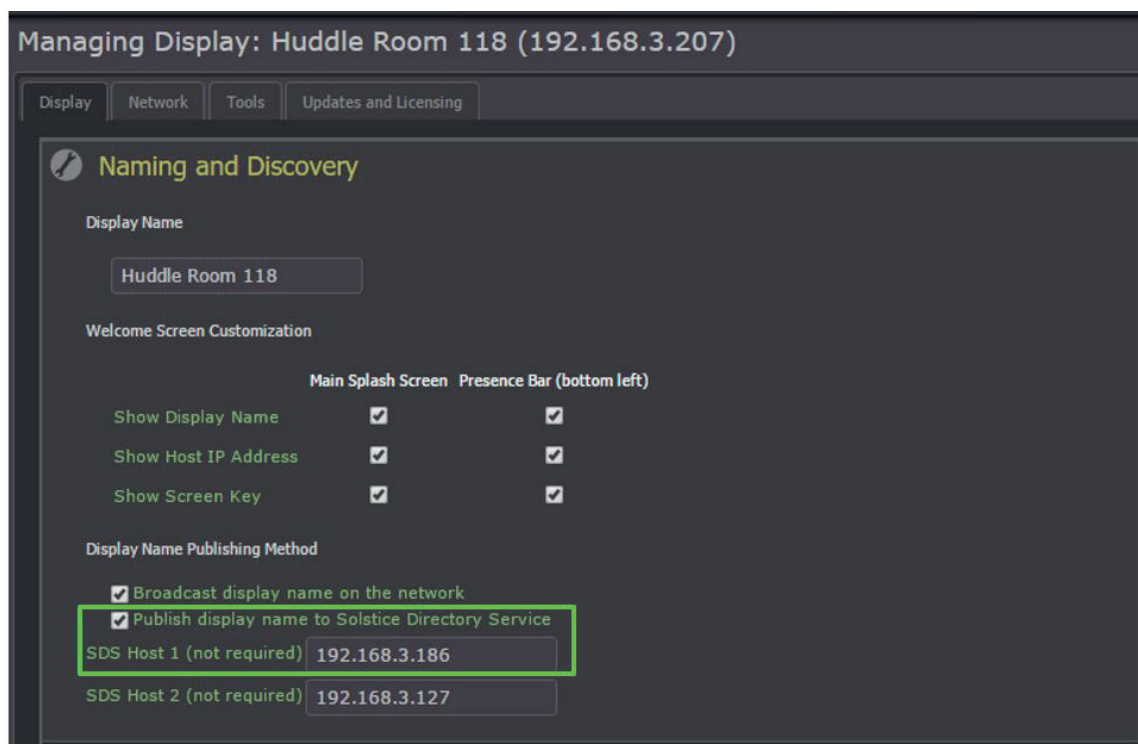 Managing Display: Huddle Room 118 (192.168.3.207)
Display Network Tools Updates and Licensing
Naming and Discovery
Display Name
Huddle Room 118
Welcome Screen Customization
Main Splash Screen Presence Bar (bottom left)
Show Display Name
Show Host IP Address
Show Screen Key
Display Name Publishing Method
Broadcast display name on the network
Publish display name to Solstice Directory Service
SDS Host 1 (not required) 192.168.3.186
SDS Host 2 (not required) 192.168.3.127